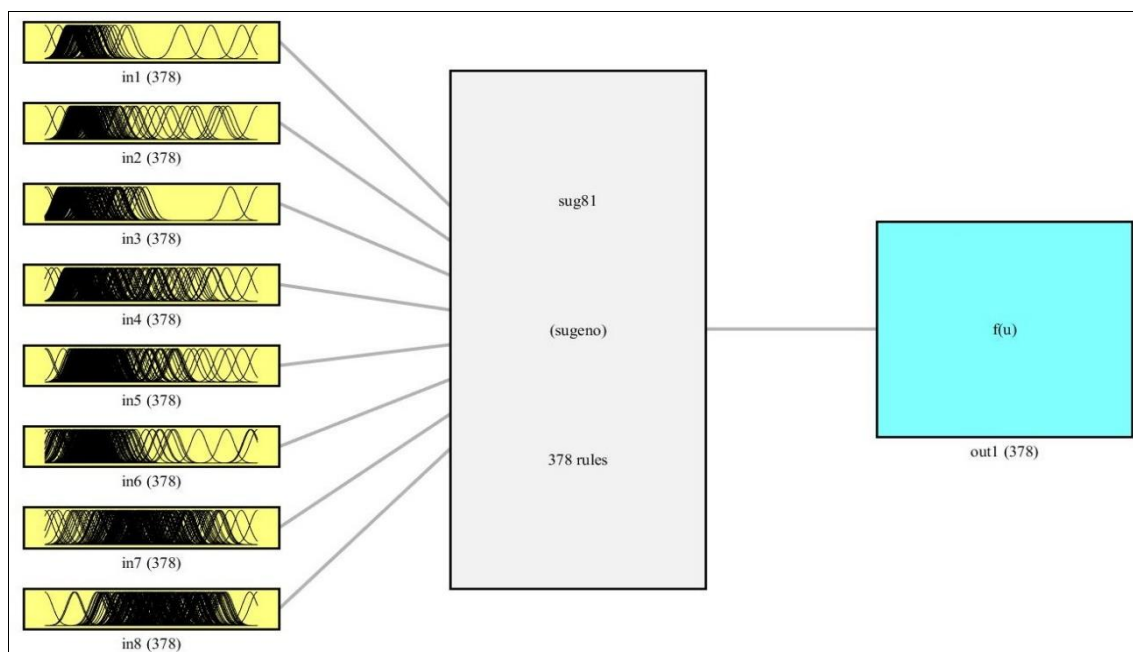 in1 (378)
in2 (378)
in3 (378)
in4 (378)
in5 (378)
in6 (378)
in7 (378)
in8 (378)
sug81
(sugeno)
378 rules
f(u)
out1 (378)